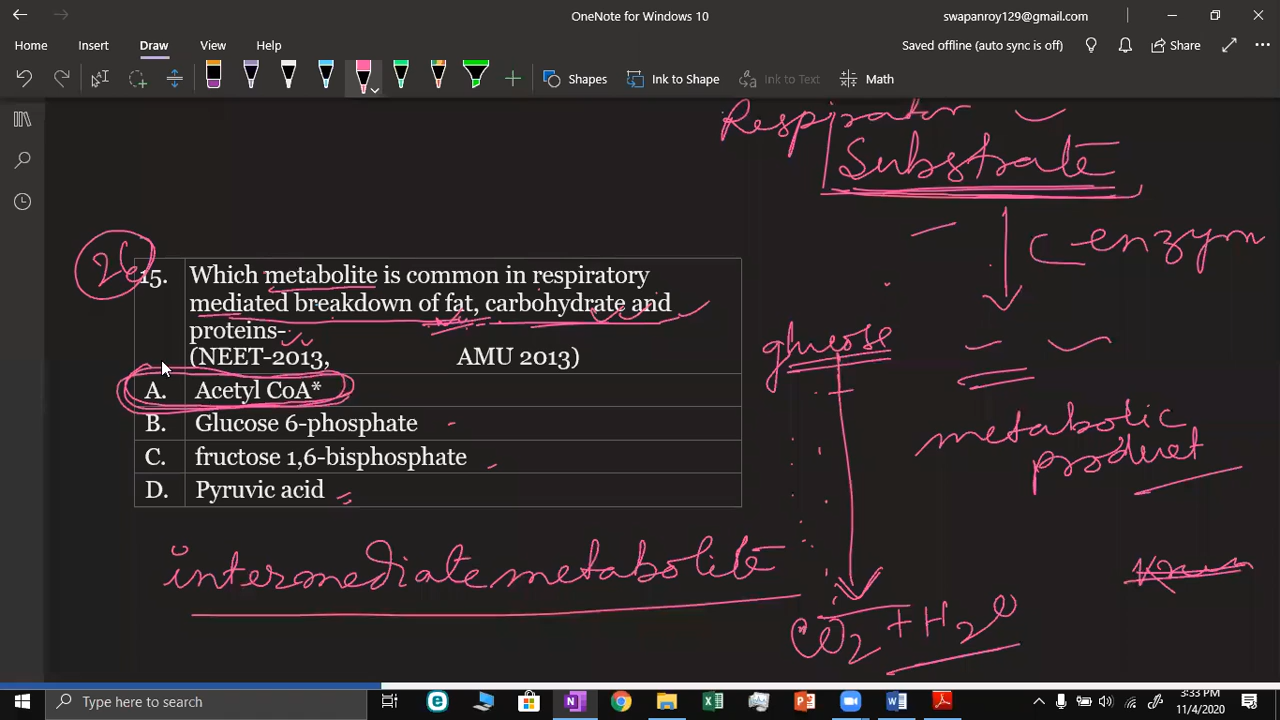 OneNote for Windows 10
swapanroy129@gmail.com
Home Insert Draw View Help
Saved offline (auto sync is off) Share
Shapes Ink to Shape Ink to Text Math
Respirator
Substrate
C-enzym
26
15. Which metabolite is common in respiratory
mediated breakdown of fat, carbohydrate and
proteins-
(NEET-2013, AMU 2013)
A. Acetyl CoA*
B. Glucose 6-phosphate
C. fructose 1,6-bisphosphate
D. Pyruvic acid
glucose
metabolic
product
intermediate metabolite
CO2 + H2O
Type here to search
3:33 PM
11/4/2020